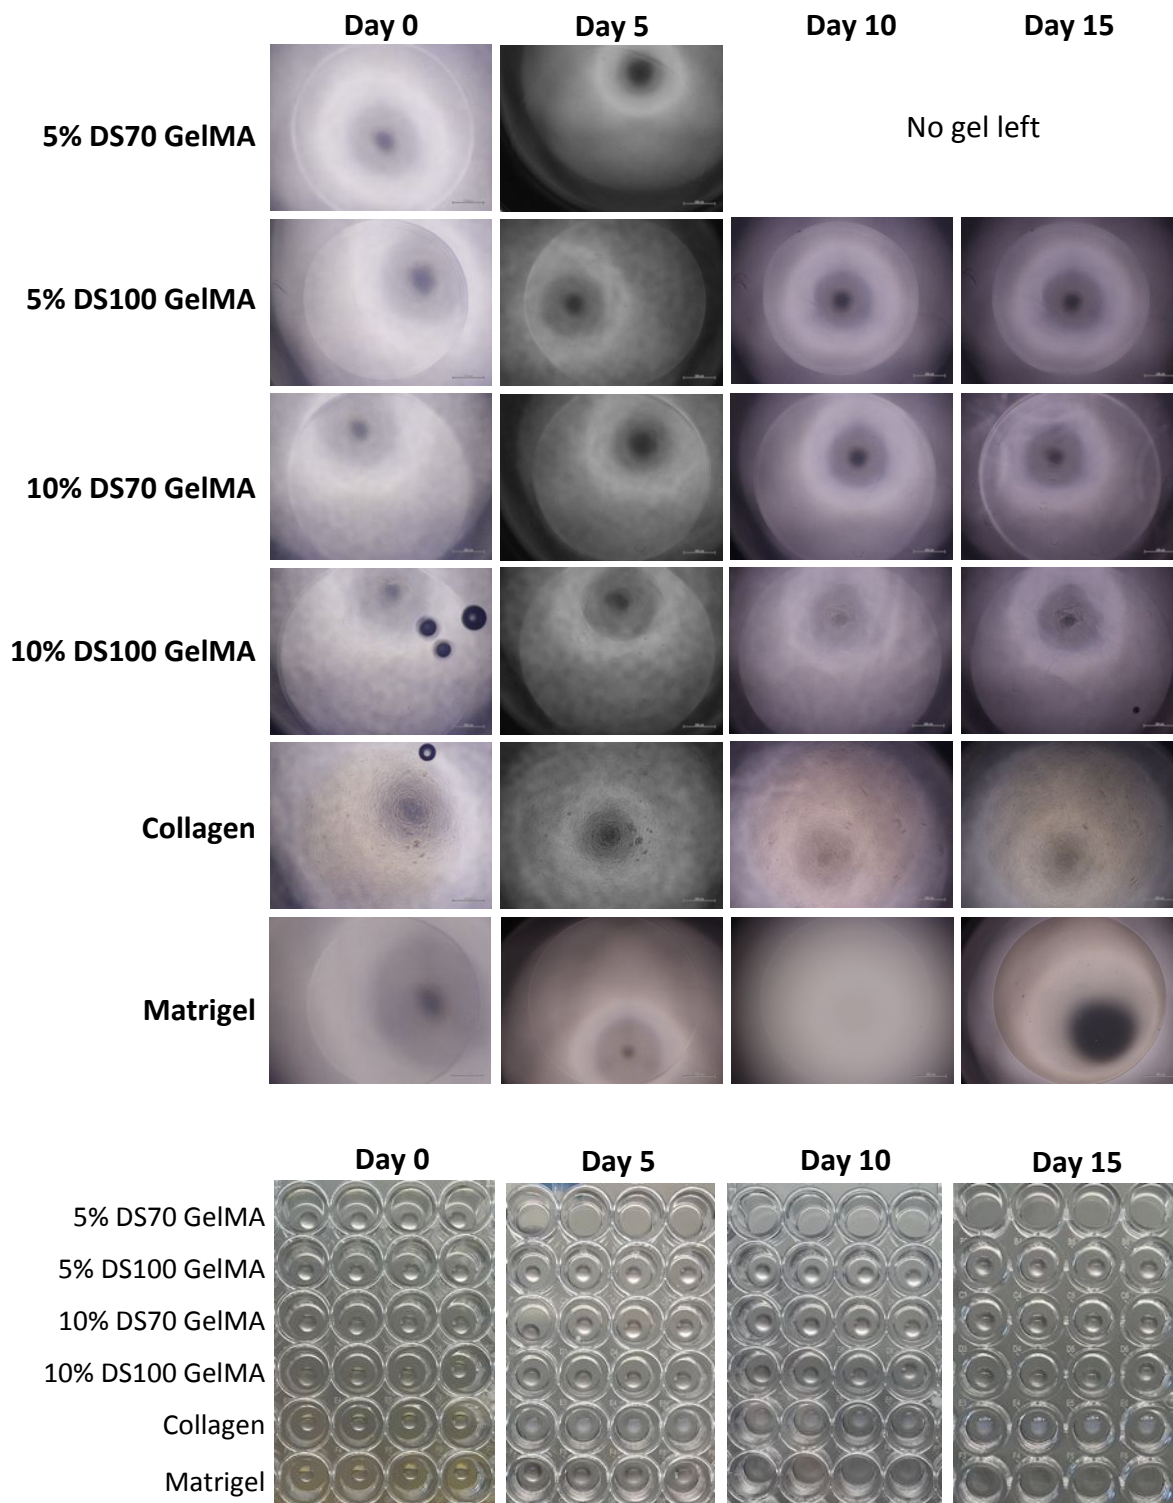 Day 0 Day 5 Day 10 Day 15
5% DS70 GelMA
No gel left
5% DS100 GelMA
10% DS70 GelMA
10% DS100 GelMA
Collagen
Matrigel
Day 0 Day 5 Day 10 Day 15
5% DS70 GelMA
5% DS100 GelMA
10% DS70 GelMA
10% DS100 GelMA
Collagen
Matrigel